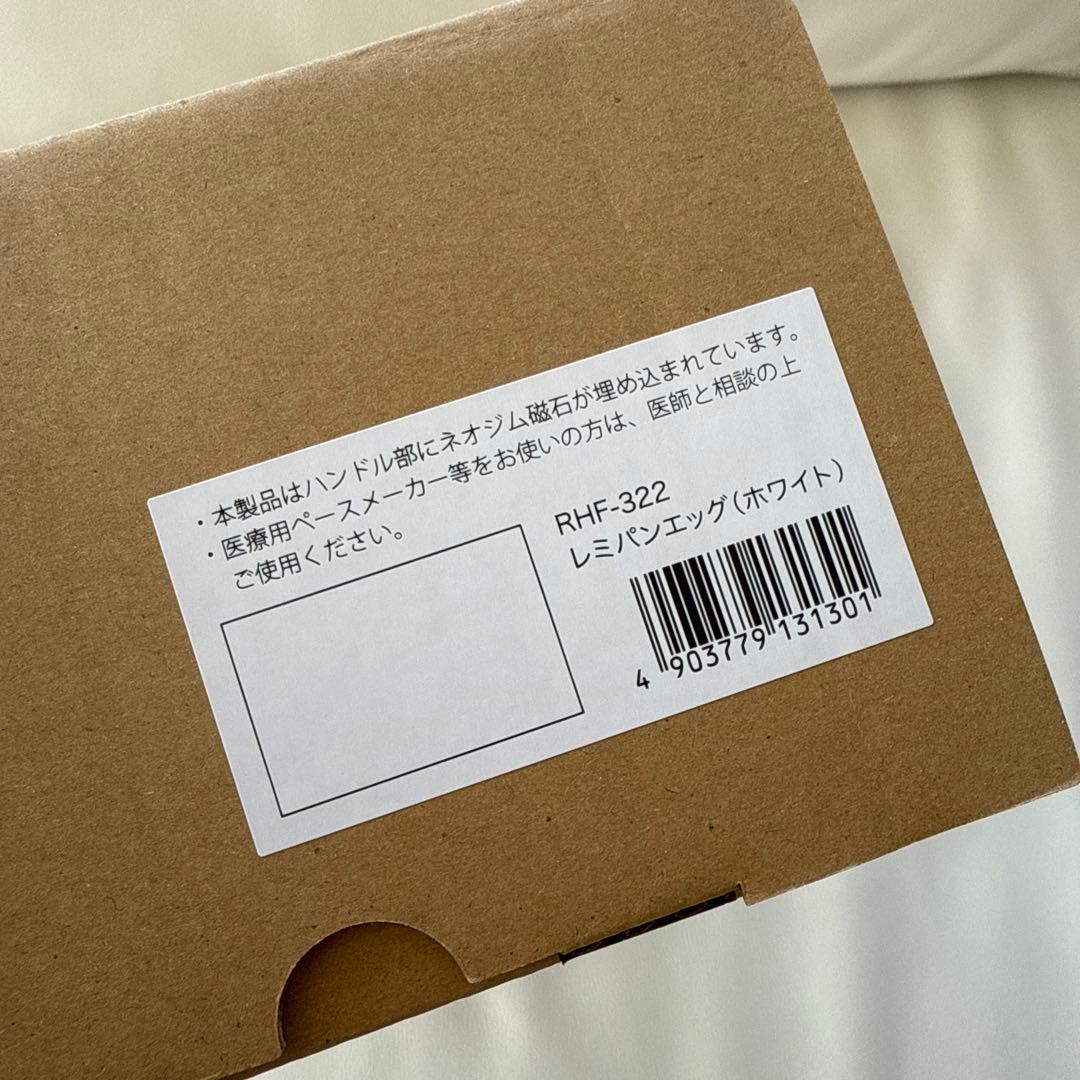 ・本製品はハンドル部にネオジム磁石が埋め込まれています。
・医療用ペースメーカー等をお使いの方は、医師と相談の上
ご使用ください。
RHF-322
レミパンエッグ(ホワイト)
4 903779 131301